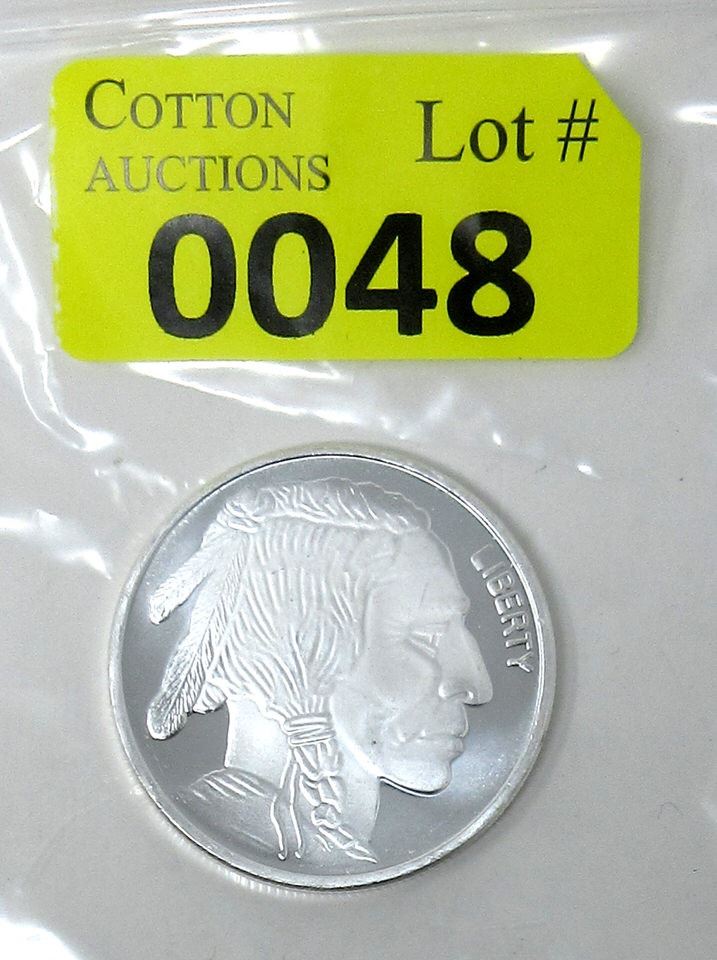 COTTON
AUCTIONS
Lot #
0048
LIBERTY